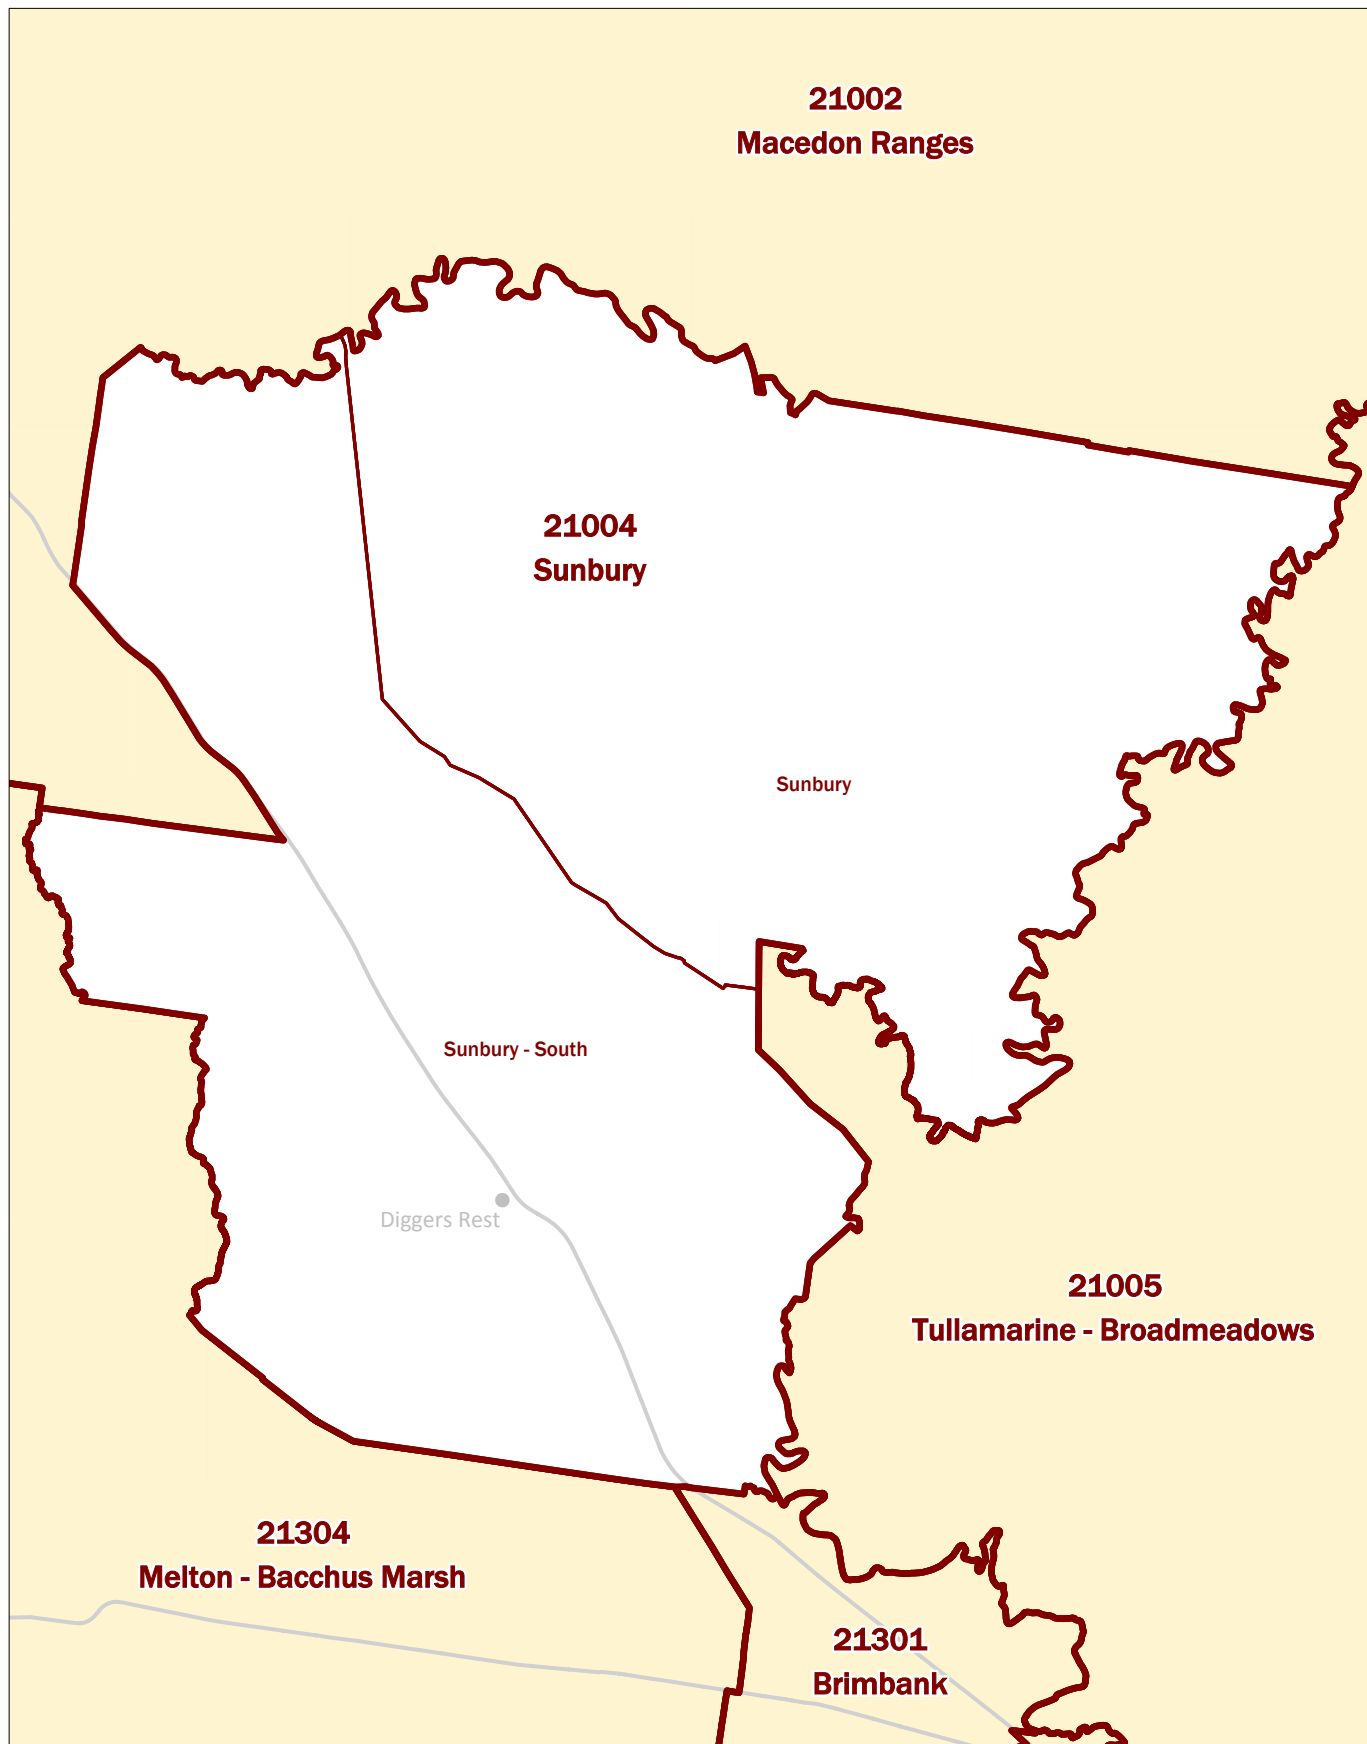 21002
Macedon Ranges
21004
Sunbury
Sunbury
Sunbury - South
Diggers Rest
21005
Tullamarine - Broadmeadows
21304
Melton - Bacchus Marsh
21301
Brimbank